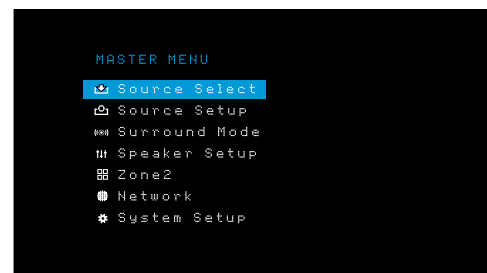 MASTER MENU
Source Select
Source Setup
Surround Mode
Speaker Setup
Zone2
Network
System Setup